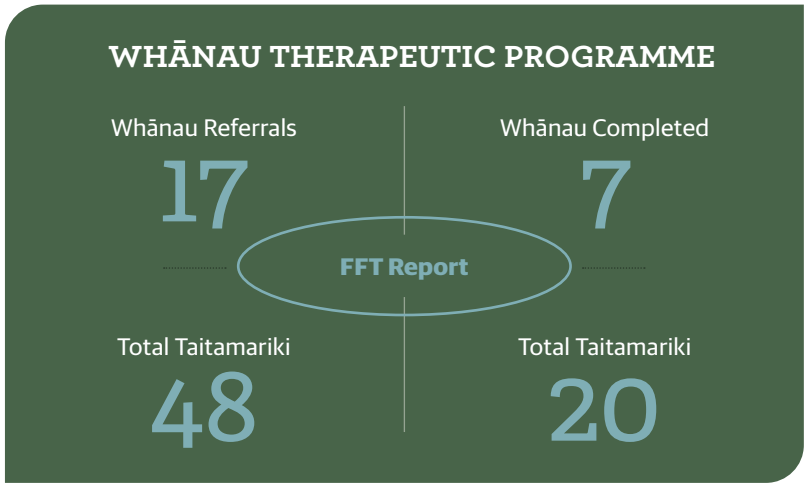 WHĀNAU THERAPEUTIC PROGRAMME
Whānau Referrals
17
Whānau Completed
7
FFT Report
Total Taitamariki
48
Total Taitamariki
20